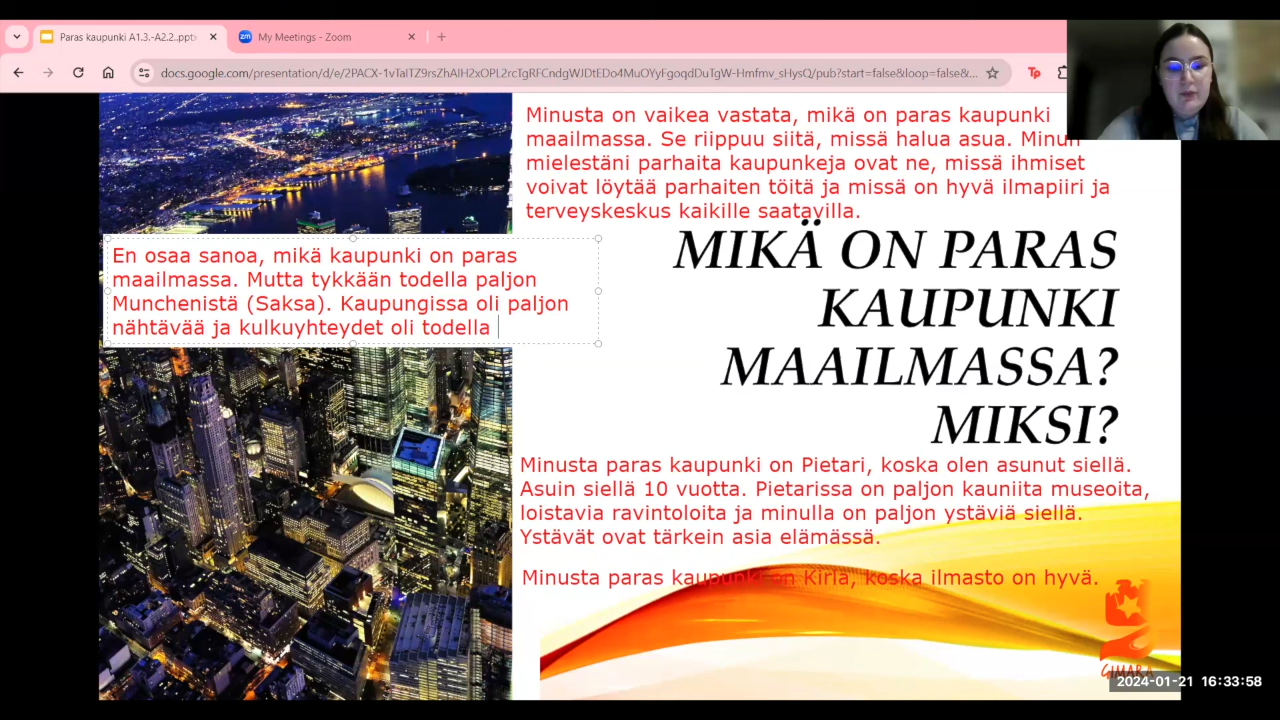 Paras kaupunki A1.3.-A2.2..pptx
My Meetings - Zoom
docs.google.com/presentation/d/e/2PACX-1vTalTZ9rsZhAlH2xOPL2rcTgRFCndgWJDtEDo4MuOYyFgoqdDuTgW-Hmfmv_sHysQ/pub?start=false&loop=false&...
Minusta on vaikea vastata, mikä on paras kaupunki
maailmassa. Se riippuu siitä, missä halua asua. Minun
mielestäni parhaita kaupunkeja ovat ne, missä ihmiset
voivat löytää parhaiten töitä ja missä on hyvä ilmapiiri ja
terveyskeskus kaikille saatavilla.
En osaa sanoa, mikä kaupunki on paras
maailmassa. Mutta tykkään todella paljon
Munchenistä (Saksa). Kaupungissa oli paljon
nähtävää ja kulkuyhteydet oli todella
MIKÄ ON PARAS
KAUPUNKI
MAAILMASSA?
MIKSI?
Minusta paras kaupunki on Pietari, koska olen asunut siellä.
Asuin siellä 10 vuotta. Pietarissa on paljon kauniita museoita,
loistavia ravintoloita ja minulla on paljon ystäviä siellä.
Ystävät ovat tärkein asia elämässä.
Minusta paras kaupunki on Kirla, koska ilmasto on hyvä.
GIMARA
2024-01-21 16:33:58